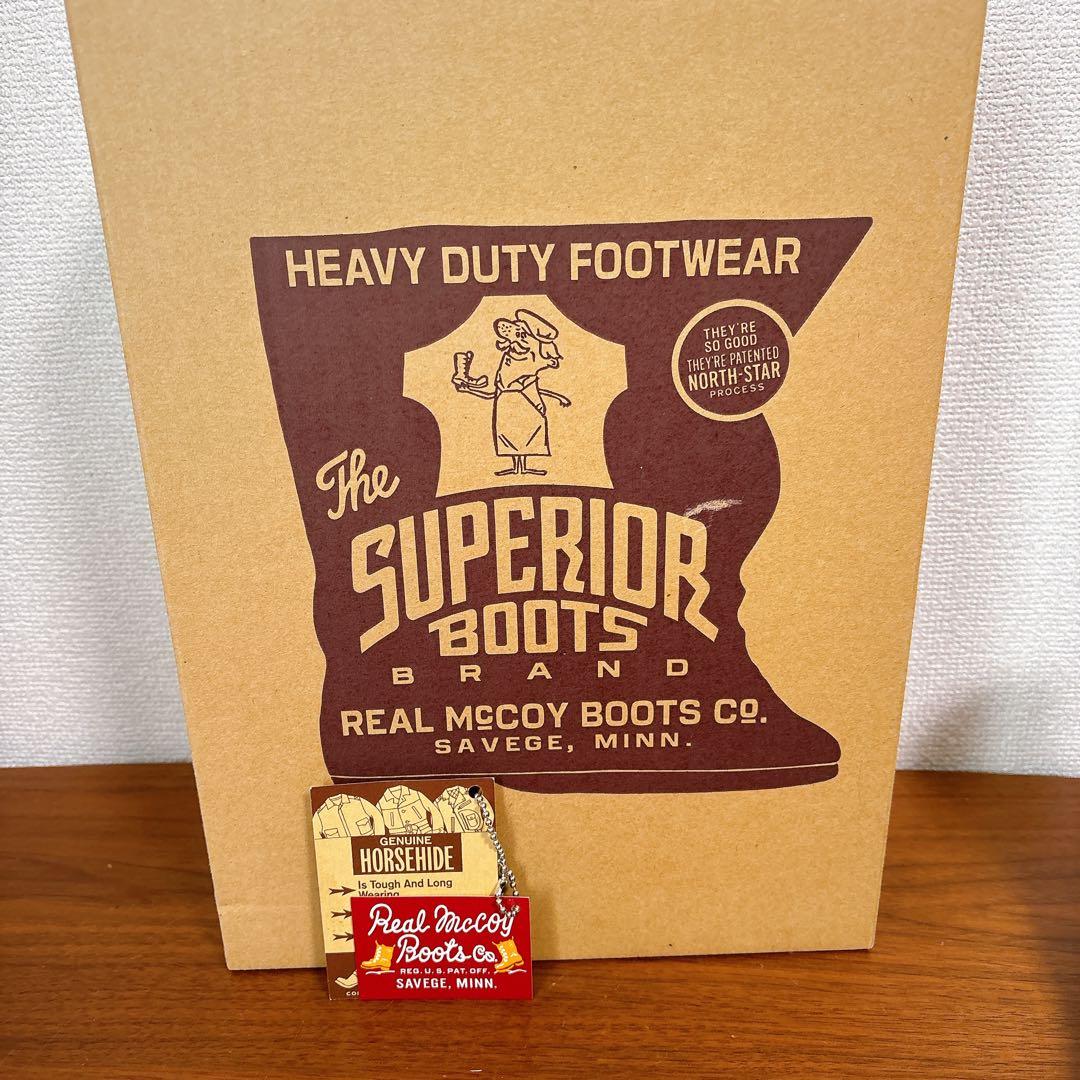 HEAVY DUTY FOOTWEAR
THEY'RE
SO GOOD
THEY'RE PATENTED
NORTH-STAR
PROCESS
The
SUPERIOR
BOOTS
BRAND
REAL McCOY BOOTS Co.
SAVEGE, MINN.
GENUINE
HORSEHIDE
Is Tough And Long
Wearing
Real McCoy
Boots Co.
REG. U.S. PAT. OFF.
SAVEGE, MINN.